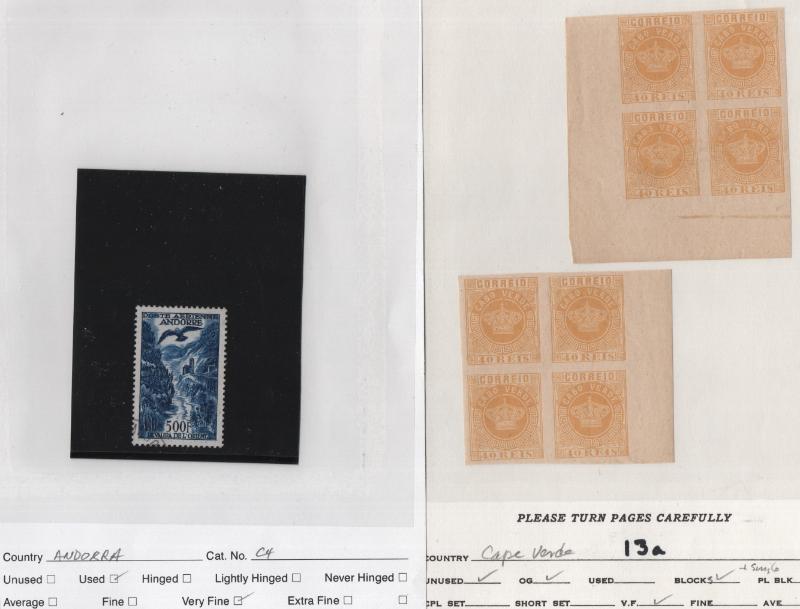 POSTE AÉRIENNE
ANDORRE
500F
Country ANDORRA Cat. No. C4
Unused Used Hinged Lightly Hinged Never Hinged
Average Fine Very Fine Extra Fine
CORREIO CORREIO
CABO VERDE CABO VERDE
40 REIS 40 REIS
CORREIO CORREIO
CABO VERDE CABO VERDE
40 REIS 40 REIS
CORREIO CORREIO
CABO VERDE CABO VERDE
40 REIS 40 REIS
CORREIO CORREIO
CABO VERDE CABO VERDE
40 REIS 40 REIS
PLEASE TURN PAGES CAREFULLY
COUNTRY Cape Verde 13a
+ Single
UNUSED OG USED BLOCKS PL BLK
CPL SET SHORT SET V.F. FINE AVE